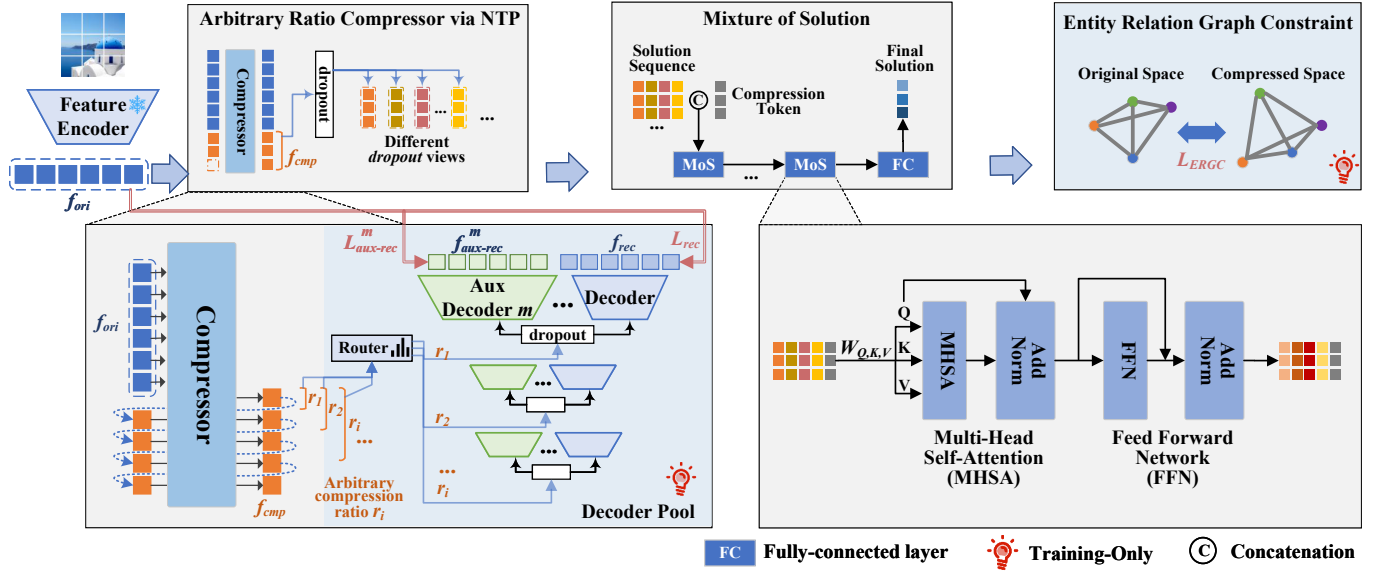 Arbitrary Ratio Compressor via NTP
Compressor
dropout
f_cmp
Different
dropout views
...
...
Feature
Encoder
f_ori
Mixture of Solution
Solution
Sequence
...
C
Compression
Token
Final
Solution
MoS
...
MoS
FC
Entity Relation Graph Constraint
Original Space
Compressed Space
L_ERGC
f_ori
Compressor
f_cmp
r_1
r_2
r_i
...
Arbitrary
compression
ratio r_i
Router
L^m_aux-rec
f^m_aux-rec
f_rec
L_rec
Aux
Decoder m
...
Decoder
dropout
r_1
...
r_2
...
...
r_i
Decoder Pool
W_Q,K,V
Q
K
V
MHSA
Add
Norm
FFN
Add
Norm
Multi-Head
Self-Attention
(MHSA)
Feed Forward
Network
(FFN)
FC Fully-connected layer
Training-Only
C Concatenation